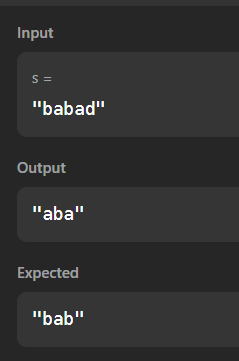 Input
s =
"babad"
Output
"aba"
Expected
"bab"